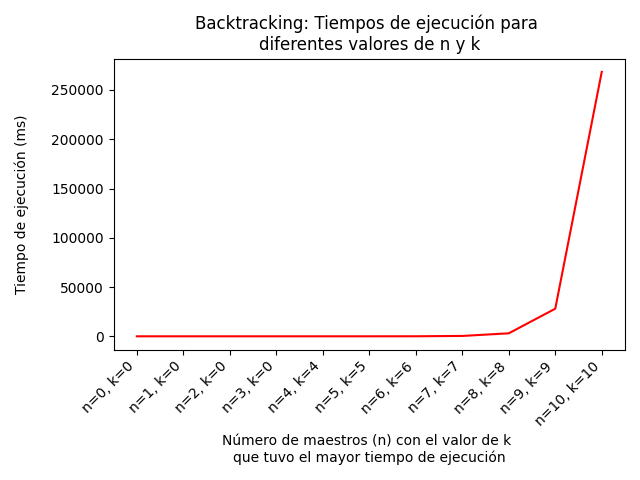 Backtracking: Tiempos de ejecución para
diferentes valores de n y k
Tiempo de ejecución (ms)
250000
200000
150000
100000
50000
0
n=0, k=0
n=1, k=0
n=2, k=0
n=3, k=0
n=4, k=4
n=5, k=5
n=6, k=6
n=7, k=7
n=8, k=8
n=9, k=9
n=10, k=10
Número de maestros (n) con el valor de k
que tuvo el mayor tiempo de ejecución